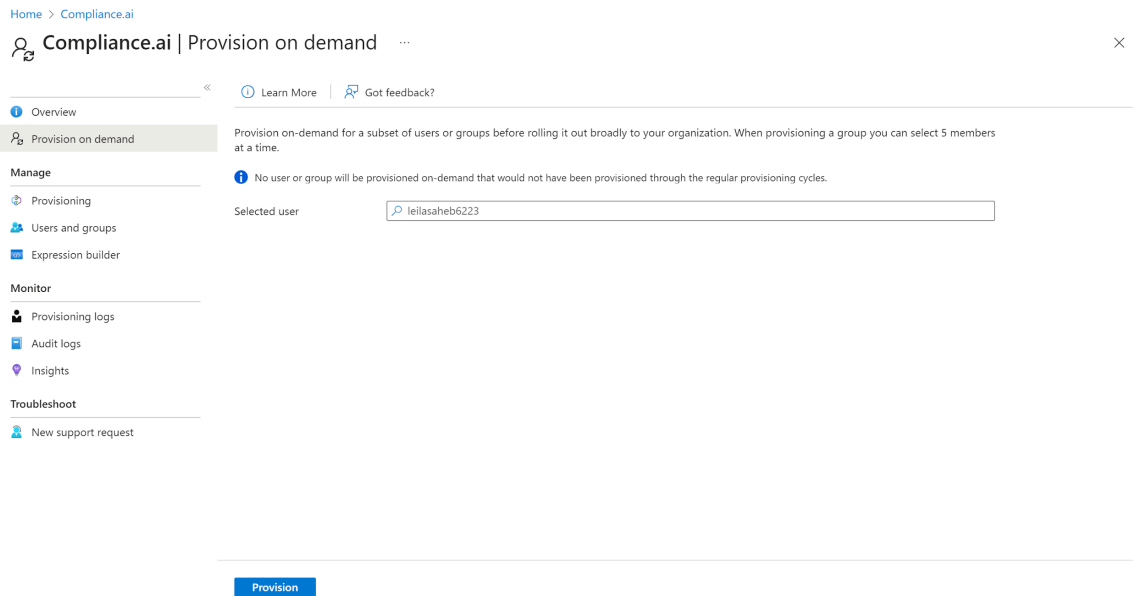 Home > Compliance.ai
Compliance.ai | Provision on demand ...
Learn More | Got feedback?
Overview
Provision on demand
Manage
Provisioning
Users and groups
Expression builder
Monitor
Provisioning logs
Audit logs
Insights
Troubleshoot
New support request
Provision on-demand for a subset of users or groups before rolling it out broadly to your organization. When provisioning a group you can select 5 members
at a time.
No user or group will be provisioned on-demand that would not have been provisioned through the regular provisioning cycles.
Selected user
leilasaheb6223
Provision